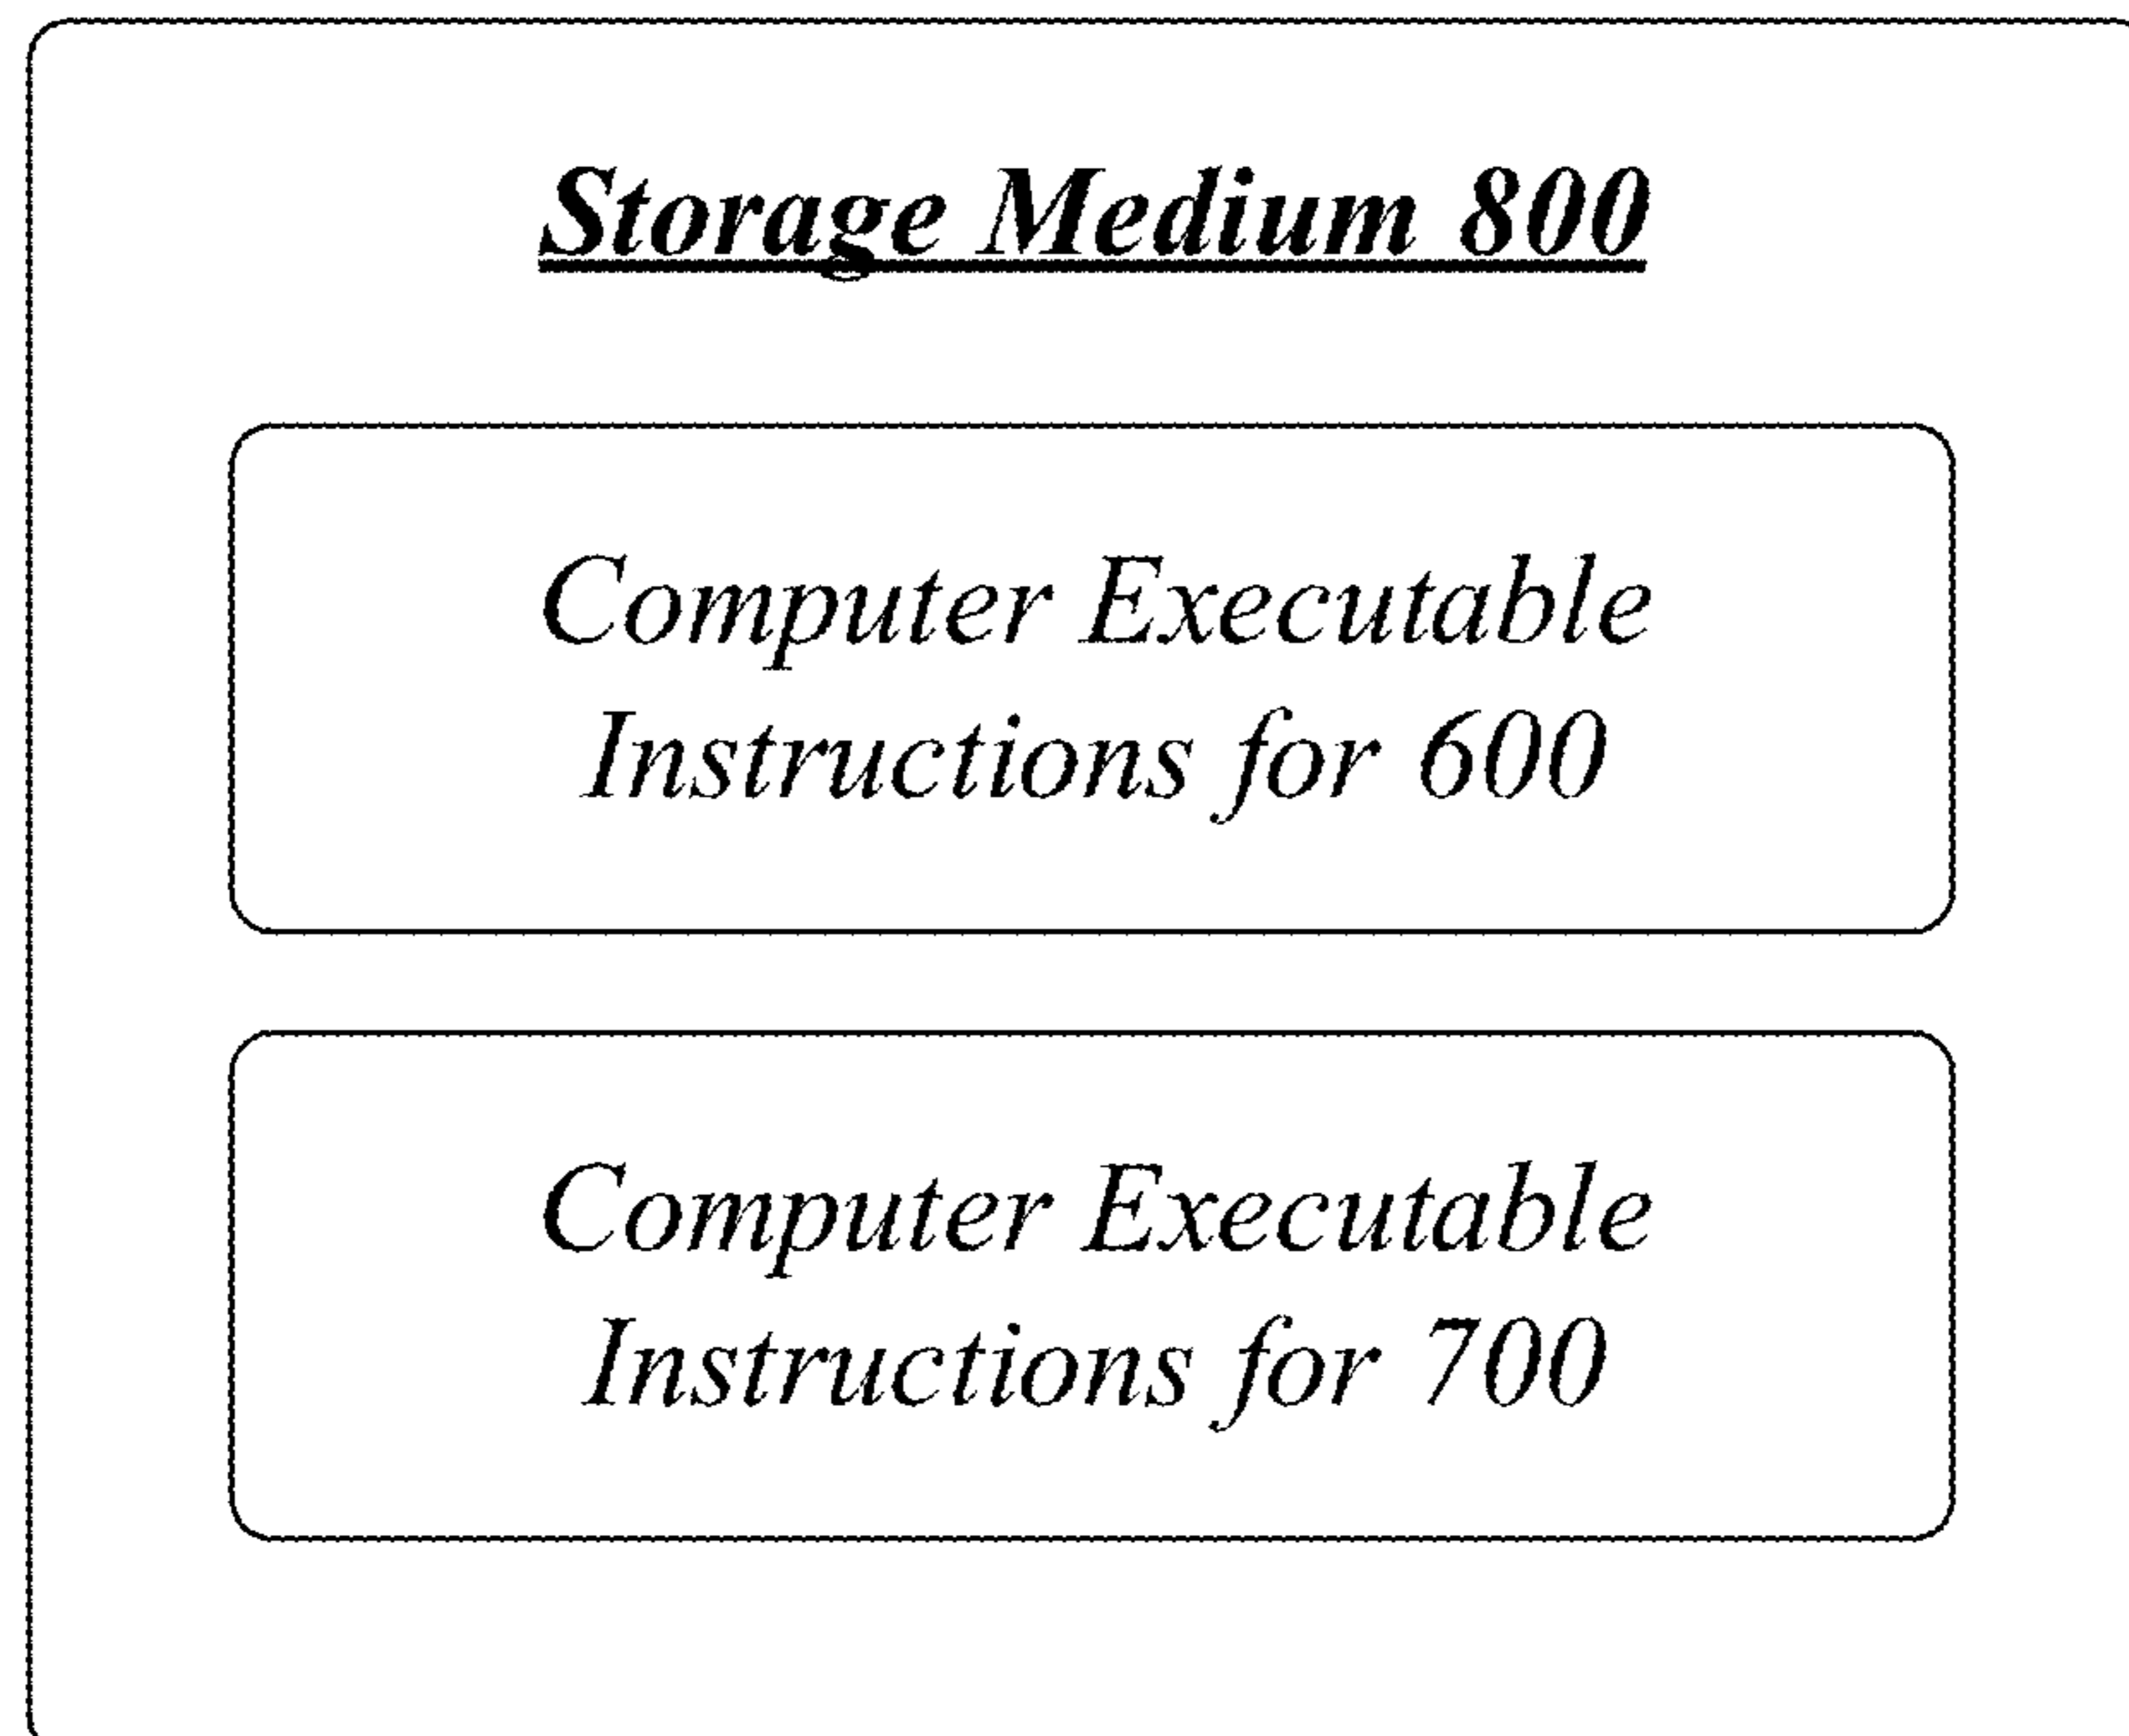 Storage Medium 800
Computer Executable
Instructions for 600
Computer Executable
Instructions for 700